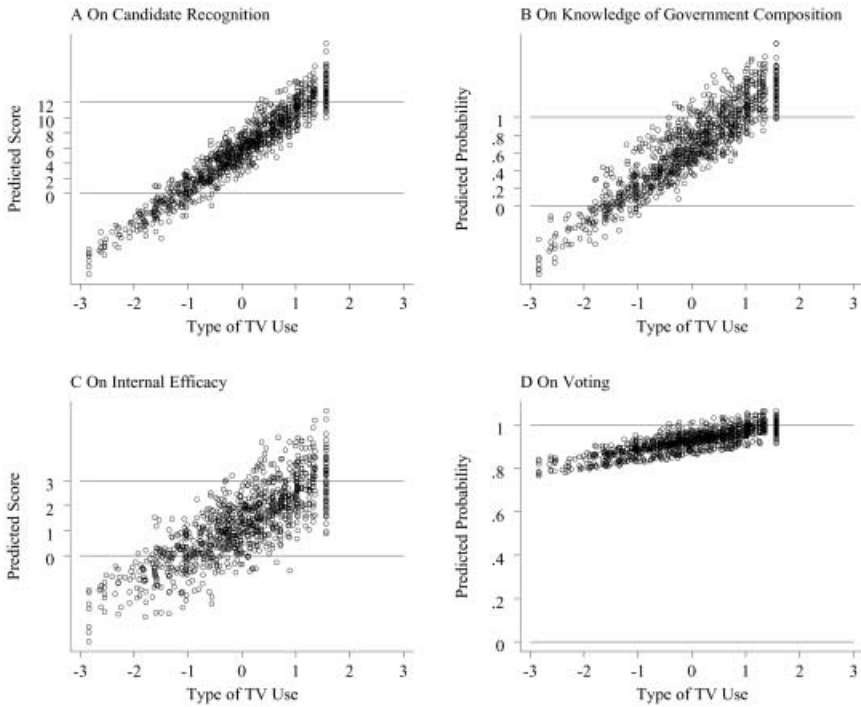 A On Candidate Recognition
Predicted Score
12
10
8
6
4
2
0
-3 -2 -1 0 1 2 3
Type of TV Use
B On Knowledge of Government Composition
Predicted Probability
1
.8
.6
.4
.2
0
-3 -2 -1 0 1 2 3
Type of TV Use
C On Internal Efficacy
Predicted Score
3
2
1
0
-3 -2 -1 0 1 2 3
Type of TV Use
D On Voting
Predicted Probability
1
.8
.6
.4
.2
0
-3 -2 -1 0 1 2 3
Type of TV Use